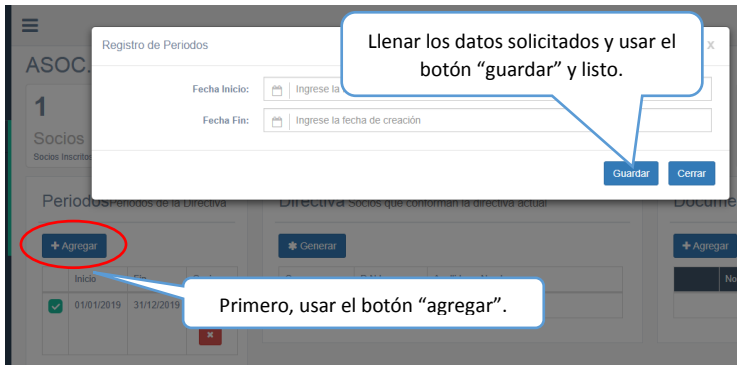 Registro de Periodos
Llenar los datos solicitados y usar el
botón “guardar” y listo.
X
ASOC.
Fecha Inicio:
Ingrese la
1
Fecha Fin:
Ingrese la fecha de creación
Socios
Socios Inscritos
Guardar
Cerrar
Periodos Periodos de la Directiva
Directiva Socios que conforman la directiva actual
Docume
+ Agregar
Generar
+ Agregar
Inicio
No
01/01/2019
31/12/2019
Primero, usar el botón “agregar”.